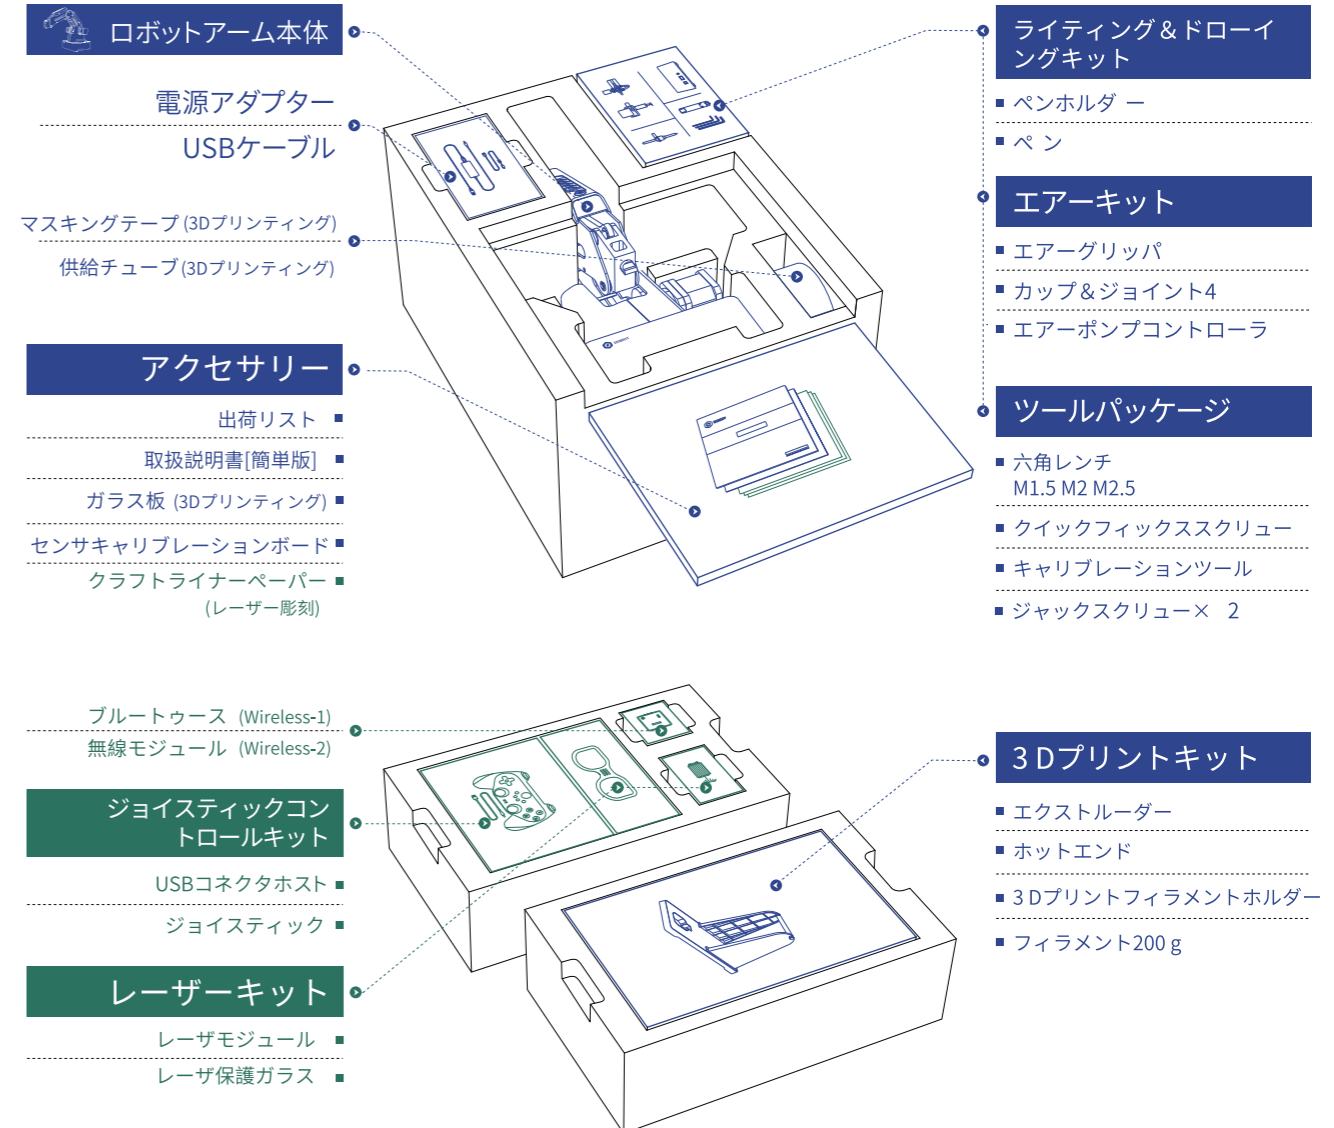 ロボットアーム本体
電源アダプター
USBケーブル
マスキングテープ(3Dプリンティング)
供給チューブ(3Dプリンティング)
アクセサリー
出荷リスト
取扱説明書[簡単版]
ガラス板 (3Dプリンティング)
センサキャリブレーションボード
クラフトライナーペーパー
(レーザー彫刻)
ライティング&ドローイ
ングキット
ペンホルダ ー
ペ ン
エアーキット
エアーグリッパ
カップ&ジョイント4
エアーポンプコントローラ
ツールパッケージ
六角レンチ
M1.5 M2 M2.5
クイックフィックススクリュー
キャリブレーションツール
ジャックスクリュー× 2
ブルートゥース (Wireless-1)
無線モジュール (Wireless-2)
ジョイスティックコン
トロールキット
USBコネクタホスト
ジョイスティック
レーザーキット
レーザモジュール
レーザ保護ガラス
3 Dプリントキット
エクストルーダー
ホットエンド
3 Dプリントフィラメントホルダー
フィラメント200 g